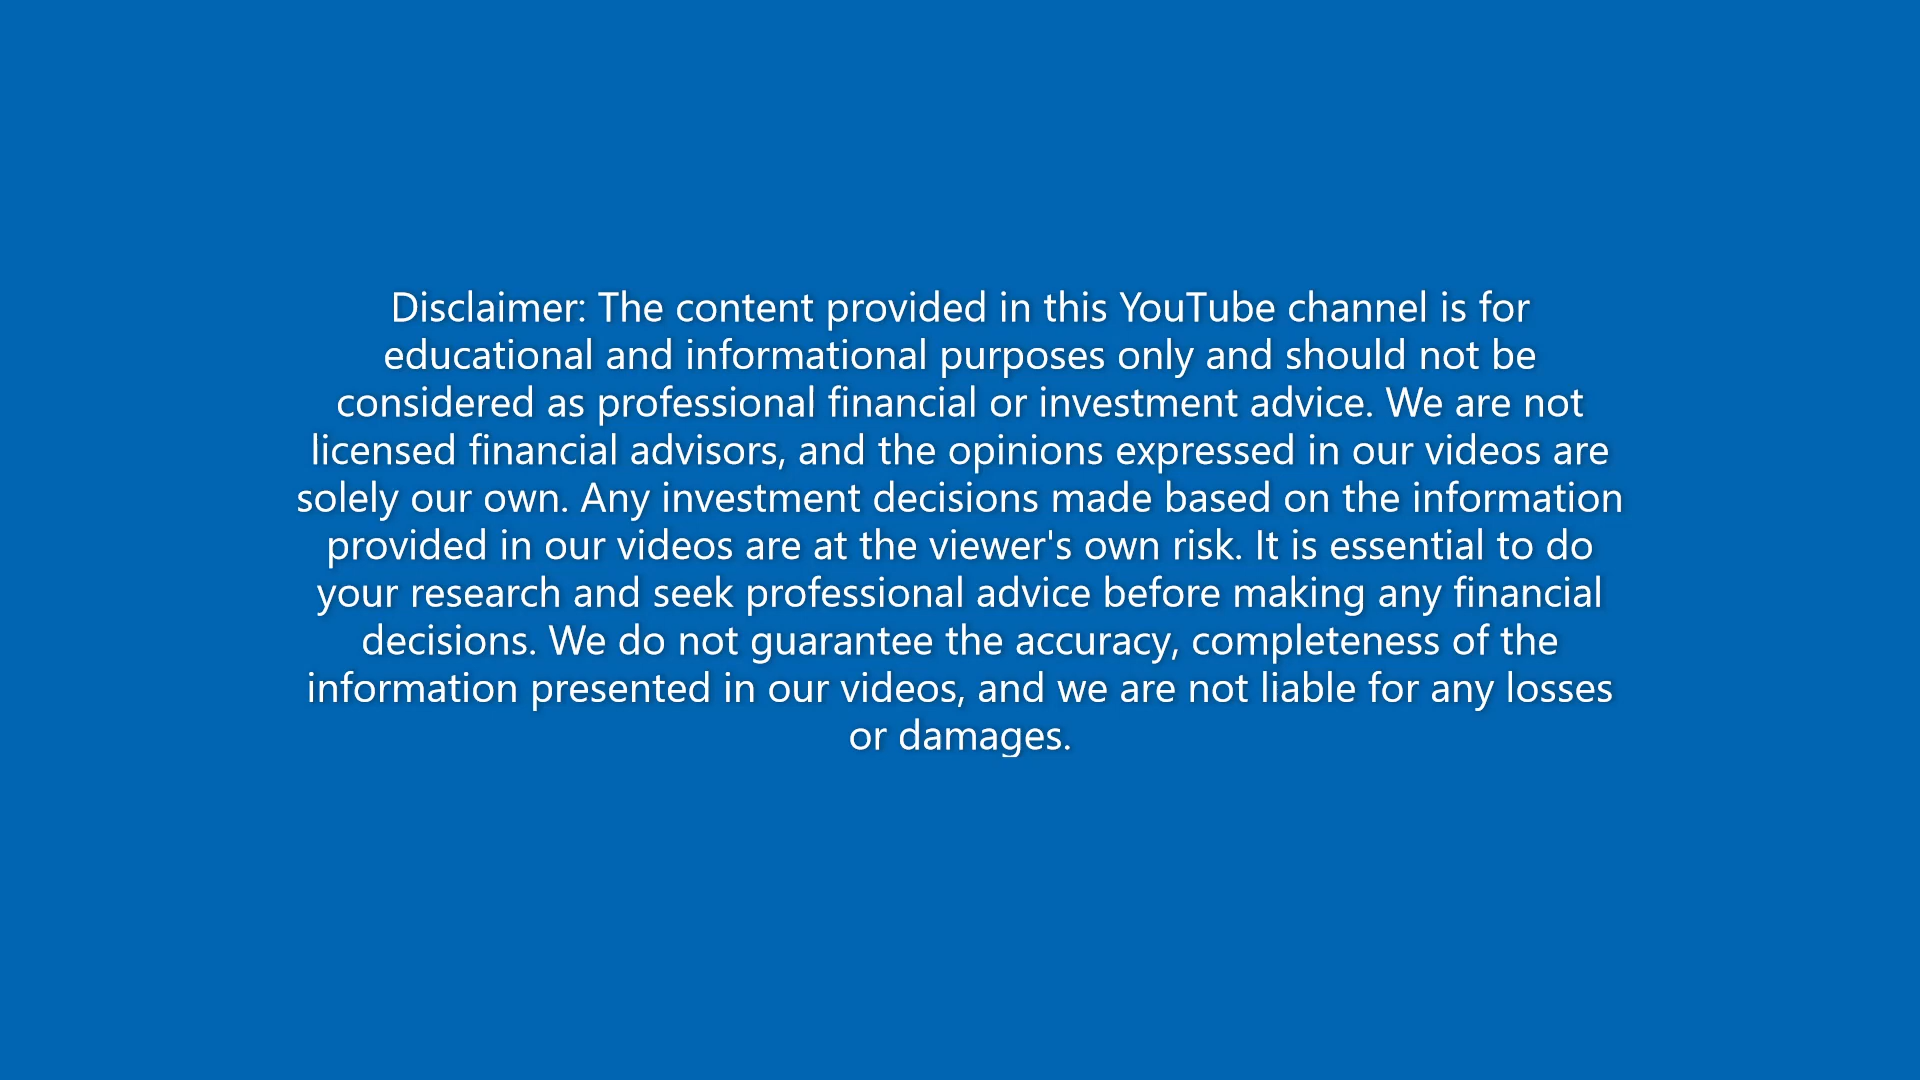 Disclaimer: The content provided in this YouTube channel is for
educational and informational purposes only and should not be
considered as professional financial or investment advice. We are not
licensed financial advisors, and the opinions expressed in our videos are
solely our own. Any investment decisions made based on the information
provided in our videos are at the viewer's own risk. It is essential to do
your research and seek professional advice before making any financial
decisions. We do not guarantee the accuracy, completeness of the
information presented in our videos, and we are not liable for any losses
or damages.